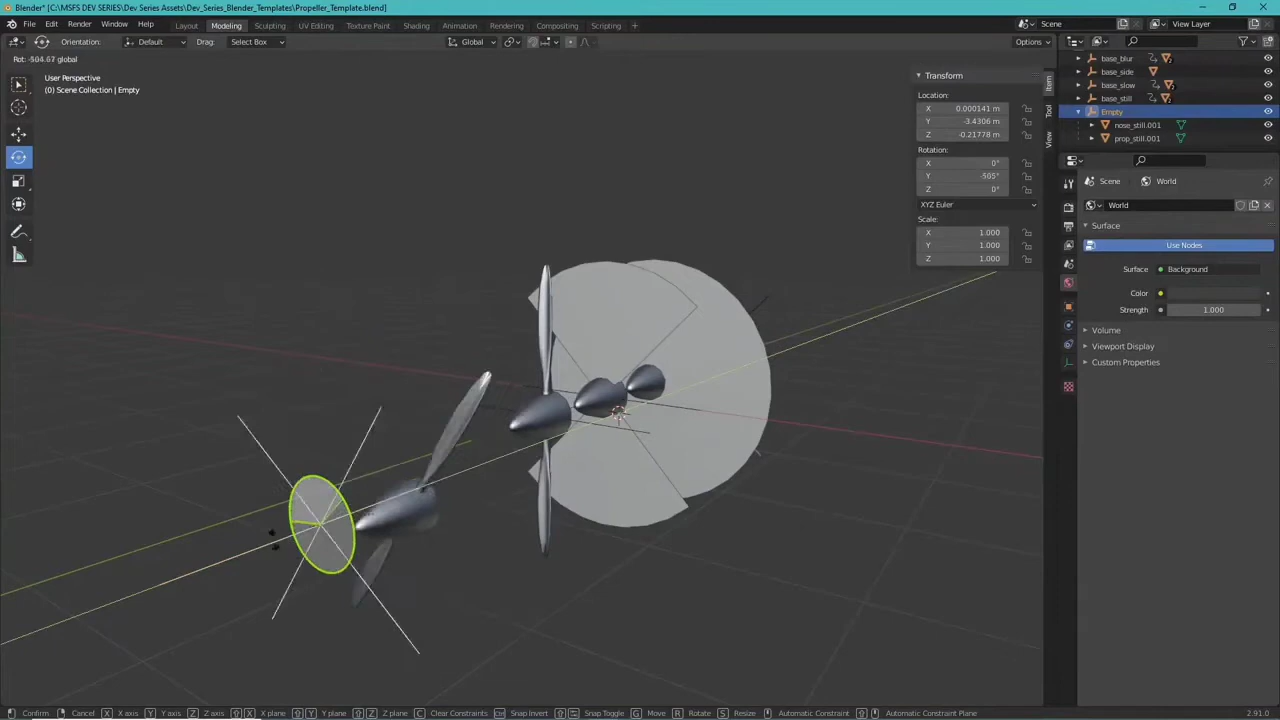 Blender* [C:\MSFS DEV SERIES\Dev Series Assets\Dev_Series_Blender_Templates\Propeller_Template.blend]
File Edit Render Window Help Layout Modeling Sculpting UV Editing Texture Paint Shading Animation Rendering Compositing Scripting + Scene View Layer
Orientation: Default Drag: Select Box Global Options
Rot: -504.67 global
User Perspective
(0) Scene Collection | Empty
Transform
Location:
X 0.000141 m
Y -3.4306 m
Z -0.21778 m
Rotation:
X 0°
Y -505°
Z 0°
XYZ Euler
Scale:
X 1.000
Y 1.000
Z 1.000
Item
Tool
View
base_blur
base_side
base_slow
base_still
Empty
nose_still.001
prop_still.001
Scene World
World
Surface
Use Nodes
Surface Background
Color
Strength 1.000
Volume
Viewport Display
Custom Properties
Confirm Cancel X X axis Y Y axis Z Z axis X X plane Y Y plane Z Z plane C Clear Constraints Snap Invert Snap Toggle G Move R Rotate S Resize Automatic Constraint Automatic Constraint Plane 2.91.0